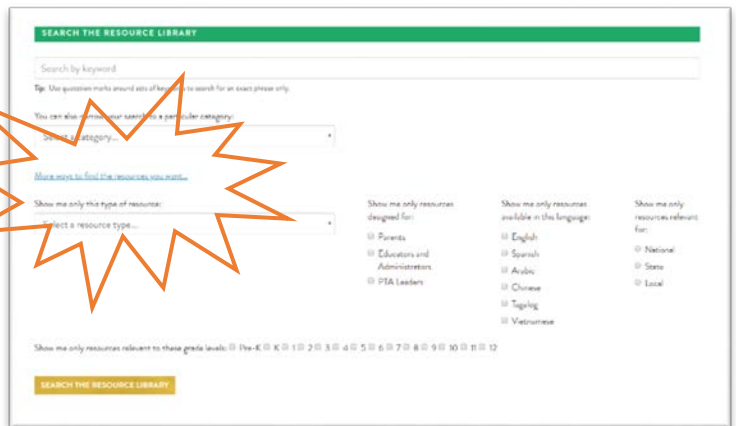 SEARCH THE RESOURCE LIBRARY
Search by keyword
Tip: Use quotation marks around sets of keywords to search for an exact phrase only.
You can also narrow your search to a particular category:
Select a category...
More ways to find the resources you want...
Show me only this type of resource:
Select a resource type...
Show me only resources
designed for:
Parents
Educators and
Administrators
PTA Leaders
Show me only resources
available in this language:
English
Spanish
Arabic
Chinese
Tagalog
Vietnamese
Show me only
resources relevant
for:
National
State
Local
Show me only resources relevant to these grade levels: Pre-K K 1 2 3 4 5 6 7 8 9 10 11 12
SEARCH THE RESOURCE LIBRARY